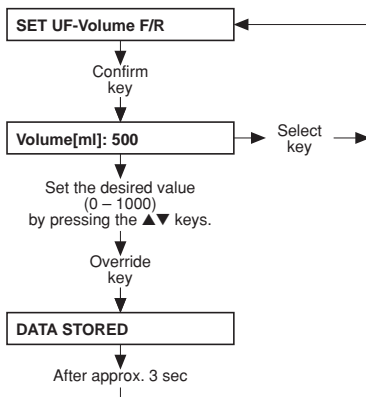 SET UF-Volume F/R
Confirm
key
Volume[ml]: 500
Select
key
Set the desired value
(0 – 1000)
by pressing the ▲▼ keys.
Override
key
DATA STORED
After approx. 3 sec